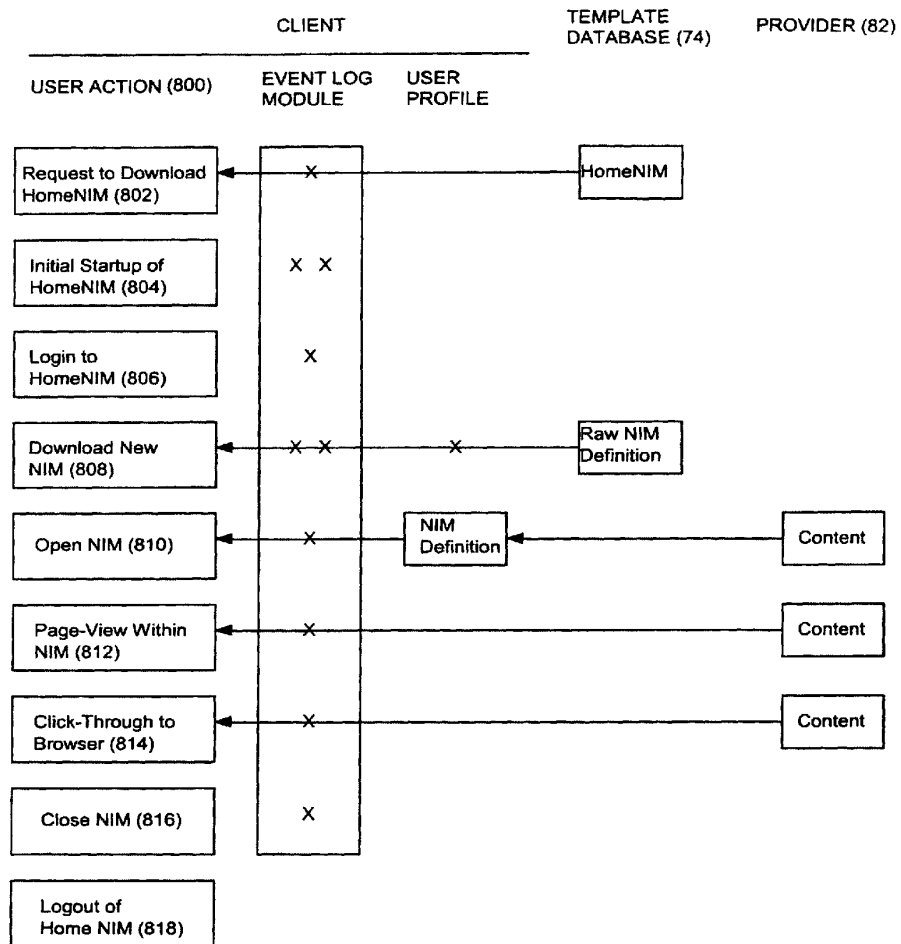 CLIENT
TEMPLATE
DATABASE (74)
PROVIDER (82)
USER ACTION (800)
EVENT LOG
MODULE
USER
PROFILE
Request to Download
HomeNIM (802)
X
HomeNIM
Initial Startup of
HomeNIM (804)
X X
Login to
HomeNIM (806)
X
Download New
NIM (808)
X X
X
Raw NIM
Definition
Open NIM (810)
X
NIM
Definition
Content
Page-View Within
NIM (812)
X
Content
Click-Through to
Browser (814)
X
Content
Close NIM (816)
X
Logout of
Home NIM (818)